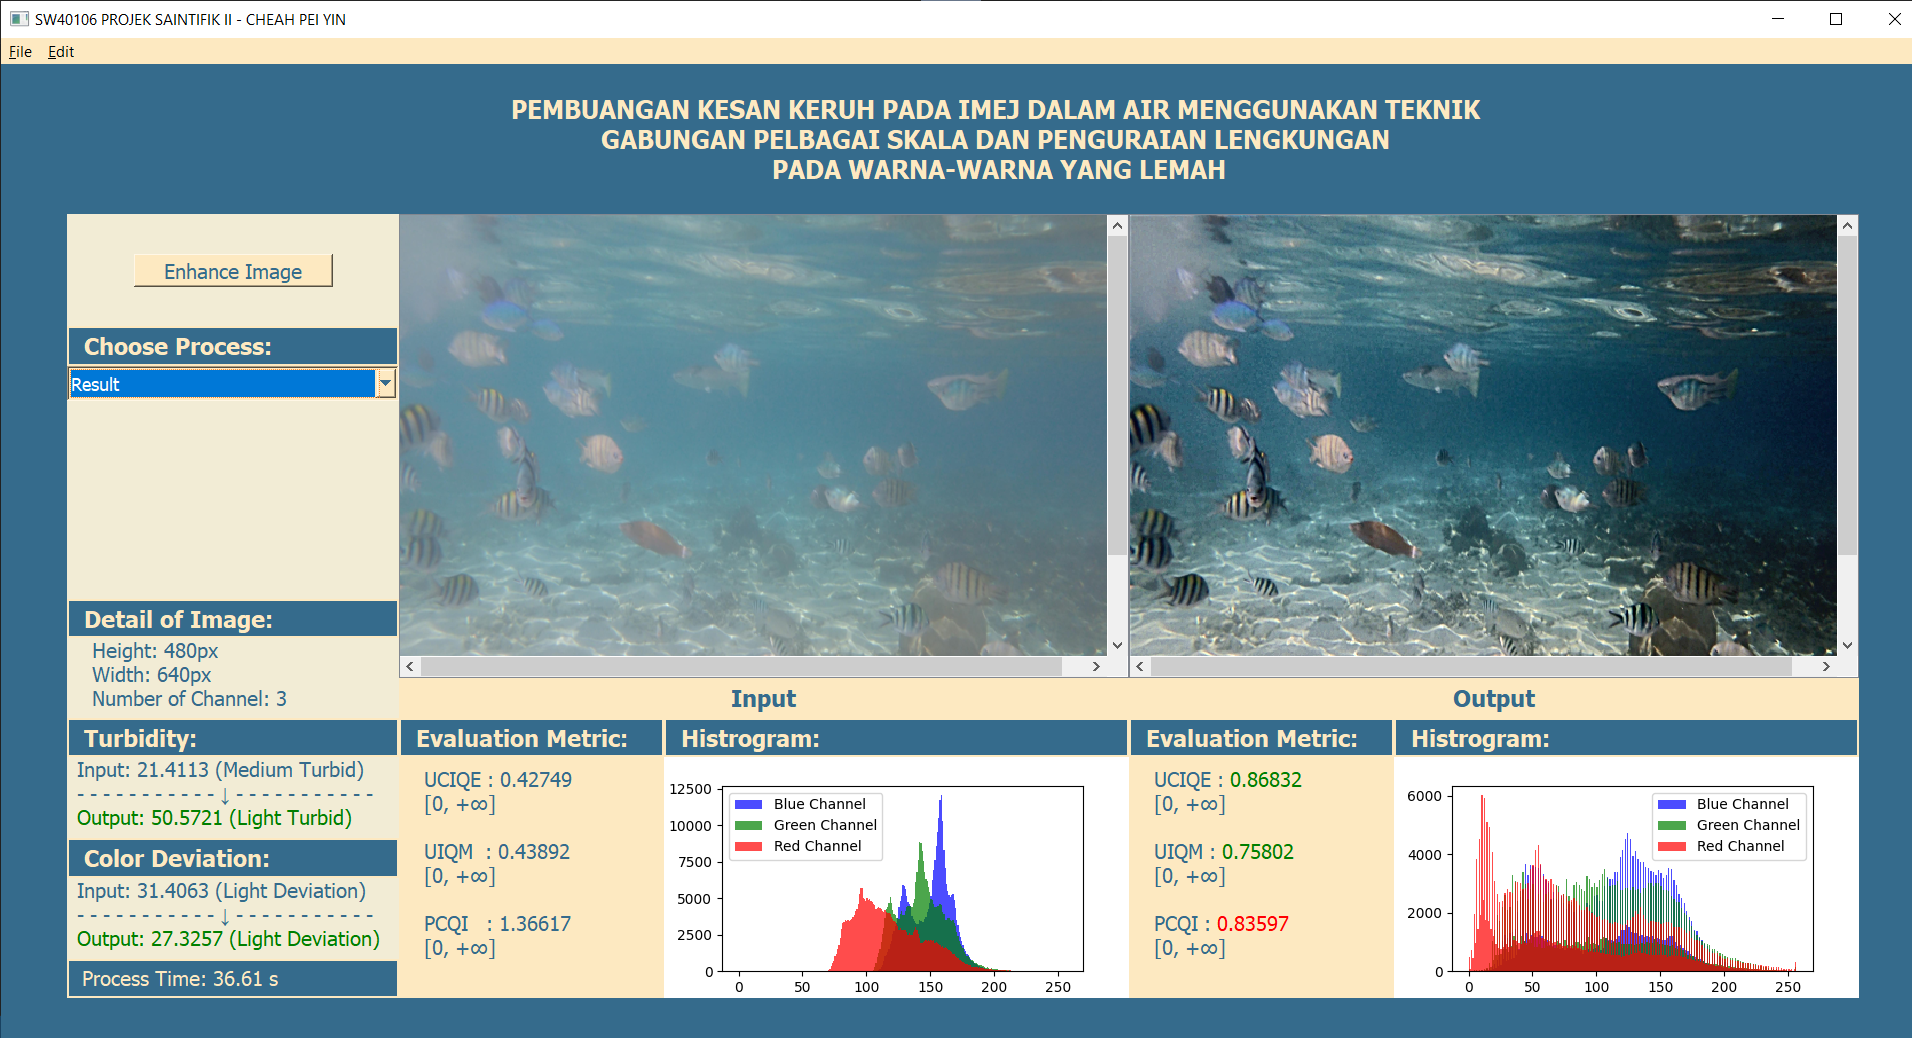 SW40106 PROJEK SAINTIFIK II - CHEAH PEI YIN
File Edit
PEMBUANGAN KESAN KERUH PADA IMEJ DALAM AIR MENGGUNAKAN TEKNIK
GABUNGAN PELBAGAI SKALA DAN PENGURAIAN LENGKUNGAN
PADA WARNA-WARNA YANG LEMAH
Enhance Image
Choose Process:
Result
Detail of Image:
Height: 480px
Width: 640px
Number of Channel: 3
Turbidity:
Input: 21.4113 (Medium Turbid)
- - - - - - - - - - - ↓ - - - - - - - - - - -
Output: 50.5721 (Light Turbid)
Color Deviation:
Input: 31.4063 (Light Deviation)
- - - - - - - - - - - ↓ - - - - - - - - - - -
Output: 27.3257 (Light Deviation)
Process Time: 36.61 s
Input
Evaluation Metric:
UCIQE : 0.42749
[0, +∞]
UIQM : 0.43892
[0, +∞]
PCQI : 1.36617
[0, +∞]
Histrogram:
12500
10000
7500
5000
2500
0
Blue Channel
Green Channel
Red Channel
0 50 100 150 200 250
Output
Evaluation Metric:
UCIQE : 0.86832
[0, +∞]
UIQM : 0.75802
[0, +∞]
PCQI : 0.83597
[0, +∞]
Histrogram:
6000
4000
2000
0
Blue Channel
Green Channel
Red Channel
0 50 100 150 200 250